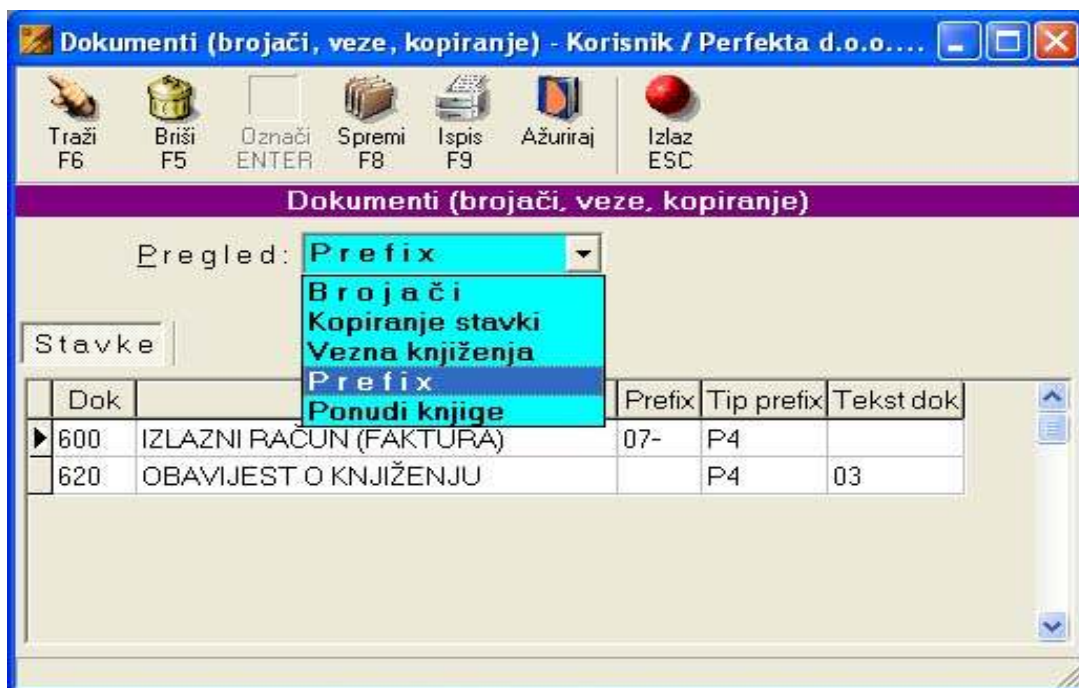 Dokumenti (brojači, veze, kopiranje) - Korisnik / Perfekta d.o.o....
Traži Briši Označi Spremi Ispis Ažuriraj Izlaz
F6 F5 ENTER F8 F9 ESC
Dokumenti (brojači, veze, kopiranje)
Pregled: Prefix
Brojači
Kopiranje stavki
Vezna knjiženja
Prefix
Ponudi knjige
Stavke
Dok Prefix Tip prefix Tekst dok
600 IZLAZNI RAČUN (FAKTURA) 07- P4
620 OBAVIJEST O KNJIŽENJU P4 03